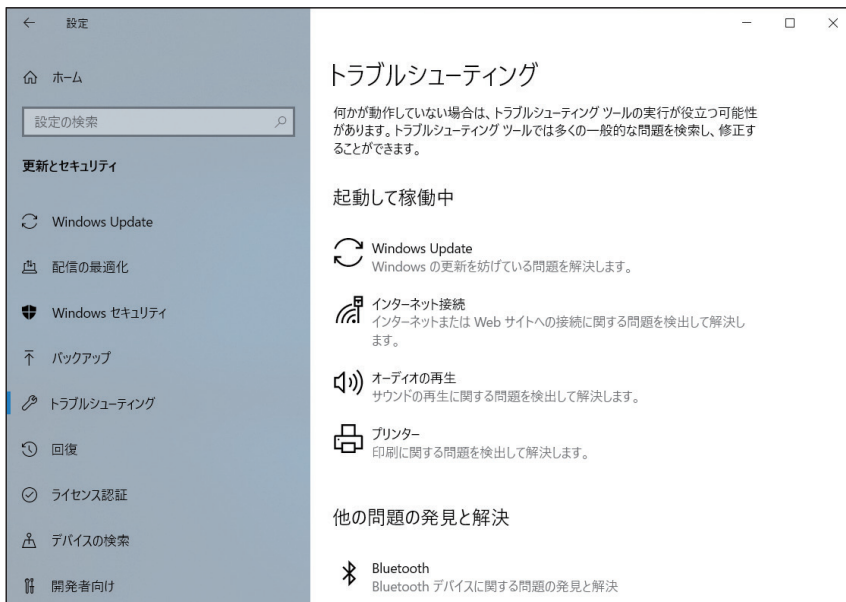 設定
ホーム
設定の検索
更新とセキュリティ
Windows Update
配信の最適化
Windows セキュリティ
バックアップ
トラブルシューティング
回復
ライセンス認証
デバイスの検索
開発者向け
トラブルシューティング
何かが動作していない場合は、トラブルシューティング ツールの実行が役立つ可能性
があります。トラブルシューティング ツールでは多くの一般的な問題を検索し、修正す
ることができます。
起動して稼働中
Windows Update
Windows の更新を妨げている問題を解決します。
インターネット接続
インターネットまたは Web サイトへの接続に関する問題を検出して解決し
ます。
オーディオの再生
サウンドの再生に関する問題を検出して解決します。
プリンター
印刷に関する問題を検出して解決します。
他の問題の発見と解決
Bluetooth
Bluetooth デバイスに関する問題の発見と解決